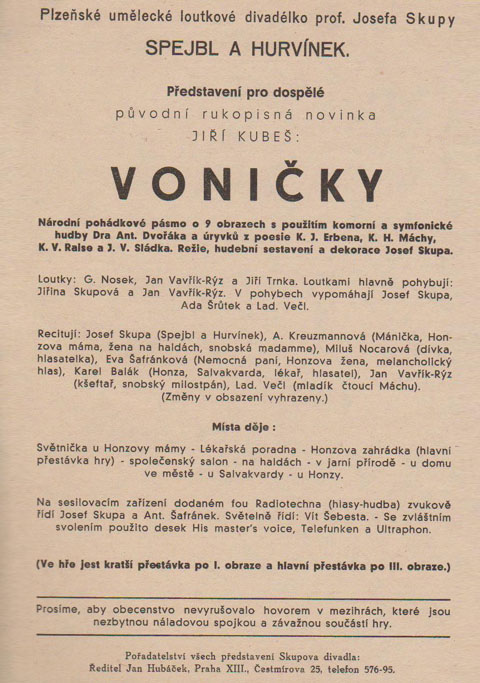 Plzeňské umělecké loutkové divadélko prof. Josefa Skupy
SPEJBL A HURVÍNEK.
Představení pro dospělé
původní rukopisná novinka
JIŘÍ KUBEŠ:
VONIČKY
Národní pohádkové pásmo o 9 obrazech s použitím komorní a symfonické
hudby Dra Ant. Dvořáka a úryvků z poesie K. J. Erbena, K. H. Máchy,
K. V. Raise a J. V. Sládka. Režie, hudební sestavení a dekorace Josef Skupa.
Loutky: G. Nosek, Jan Vavřík-Rýz a Jiří Trnka. Loutkami hlavně pohybují:
Jiřina Skupová a Jan Vavřík-Rýz. V pohybech vypomáhají Josef Skupa,
Ada Šrůtek a Lad. Večl.
Recitují: Josef Skupa (Spejbl a Hurvínek), A. Kreuzmannová (Mánička, Hon-
zova máma, žena na haldách, snobská madame), Miluš Nocarová (dívka,
hlasatelka), Eva Šafránková (Nemocná paní, Honzova žena, melancholický
hlas), Karel Balák (Honza, Salvakvarda, lékař, hlasatel), Jan Vavřík-Rýz
(kšeftař, snobský milostpán), Lad. Večl (mladík čtoucí Máchu).
(Změny v obsazení vyhrazeny.)
Místa děje :
Světnička u Honzovy mámy - Lékařská poradna - Honzova zahrádka (hlavní
přestávka hry) - společenský salon - na haldách - v jarní přírodě - u domu
ve městě - u Salvakvardy - u Honzy.
Na sesilovacím zařízení dodaném fou Radiotechna (hlasy-hudba) zvukově
řídí Josef Skupa a Ant. Šafránek. Světelně řídí: Vít Šebesta. - Se zvláštním
svolením použito desek His master's voice, Telefunken a Ultraphon.
(Ve hře jest kratší přestávka po I. obraze a hlavní přestávka po III. obraze.)
Prosíme, aby obecenstvo nevyrušovalo hovorem v mezihrách, které jsou
nezbytnou náladovou spojkou a závažnou součástí hry.
Pořadatelství všech představení Skupova divadla:
Ředitel Jan Hubáček, Praha XIII., Čestmírova 25, telefon 576-95.